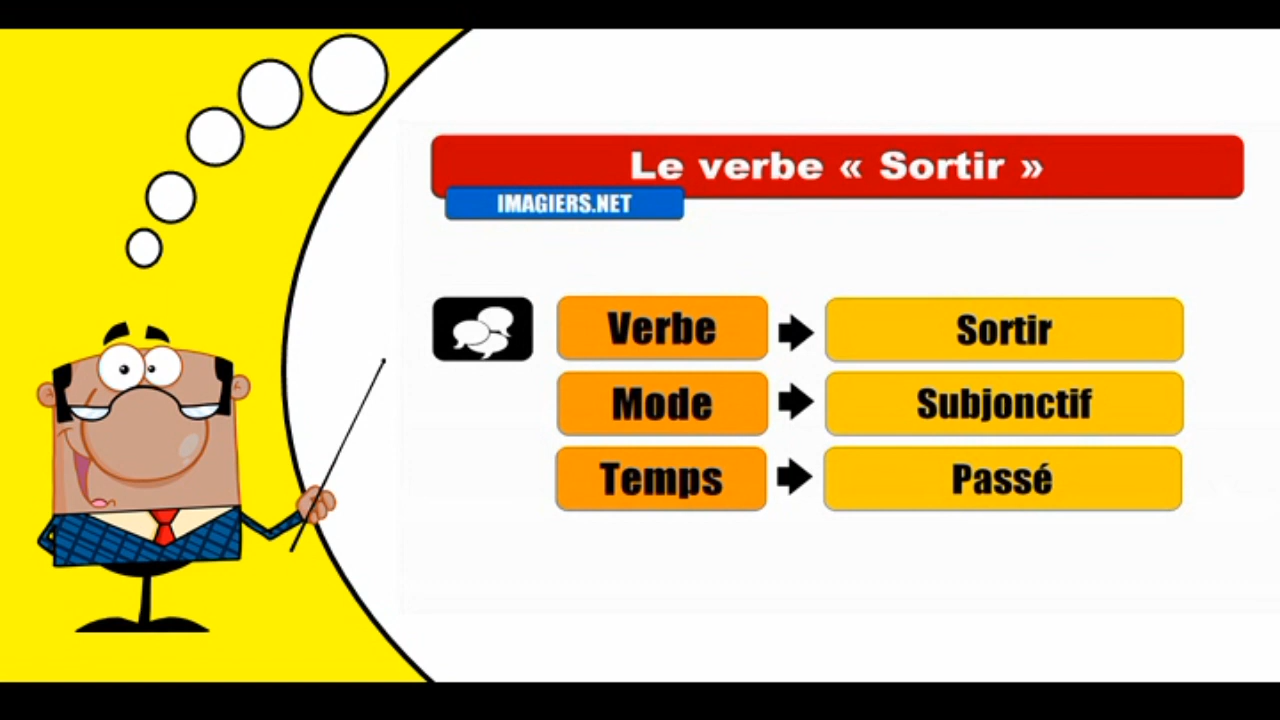 Le verbe « Sortir »
IMAGIERS.NET
Verbe Sortir
Mode Subjonctif
Temps Passé